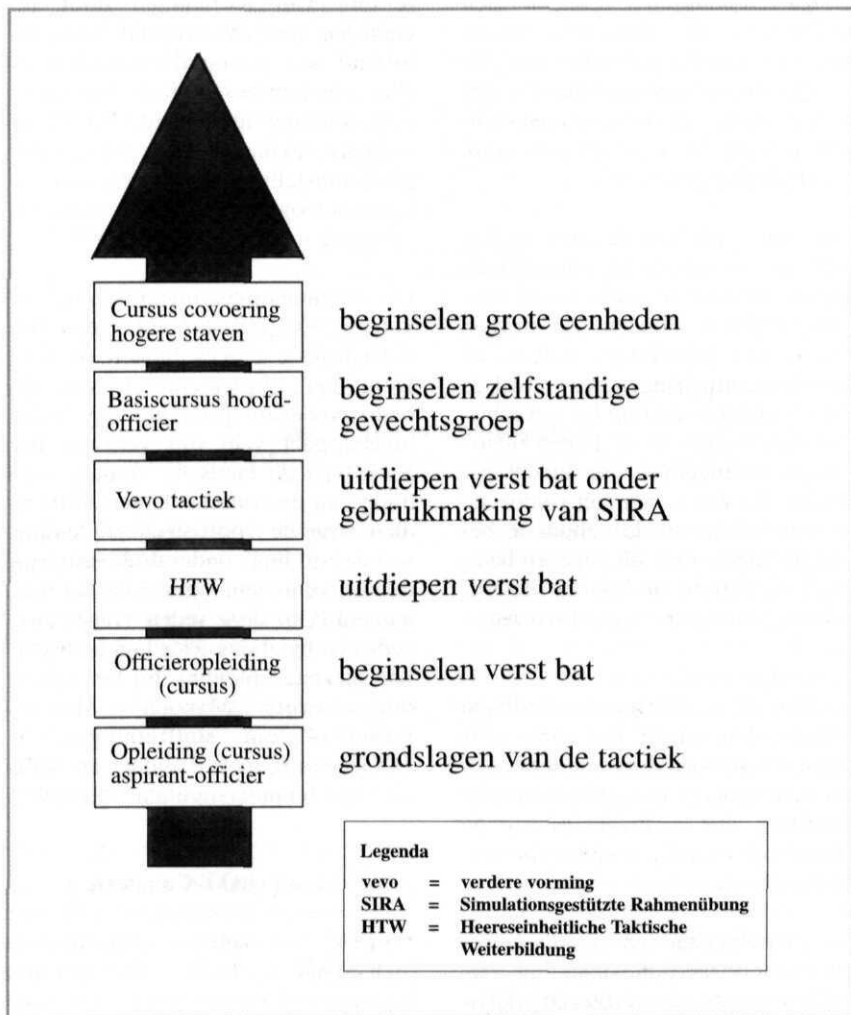 Cursus covoering
hogere staven
beginselen grote eenheden
Basiscursus hoofd-
officier
beginselen zelfstandige
gevechtsgroep
Vevo tactiek
uitdiepen verst bat onder
gebruikmaking van SIRA
HTW
uitdiepen verst bat
Officieropleiding
(cursus)
beginselen verst bat
Opleiding (cursus)
aspirant-officier
grondslagen van de tactiek
Legenda
vevo = verdere vorming
SIRA = Simulationsgestützte Rahmenübung
HTW = Heereseinheitliche Taktische
Weiterbildung